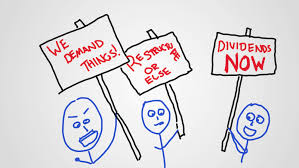 WE
DEMAND
THINGS!
RESTRUCTURE
OR
ELSE
DIVIDENDS
NOW